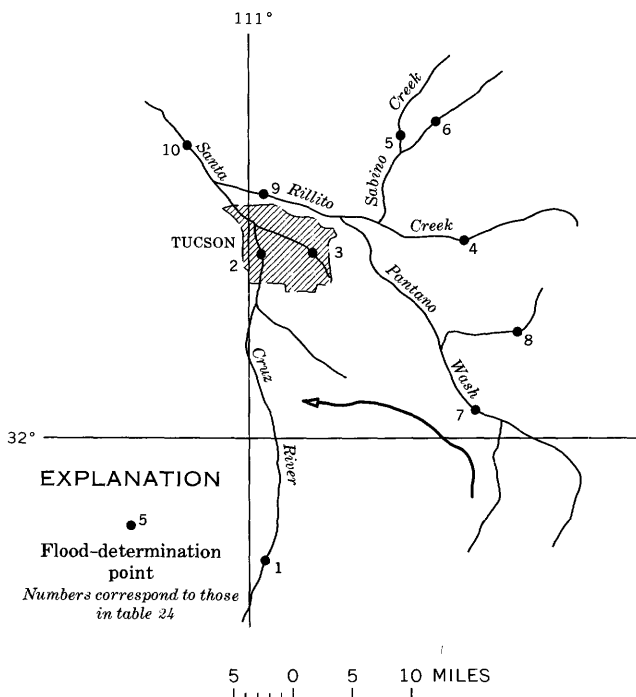 111°
Creek
5
6
10
Santa
Sabino
9
Rillito
Creek
4
TUCSON
2
3
Pantano
8
Cruz
Wash
7
32°
River
EXPLANATION
5
Flood-determination
point
Numbers correspond to those
in table 24
1
5 0 5 10 MILES